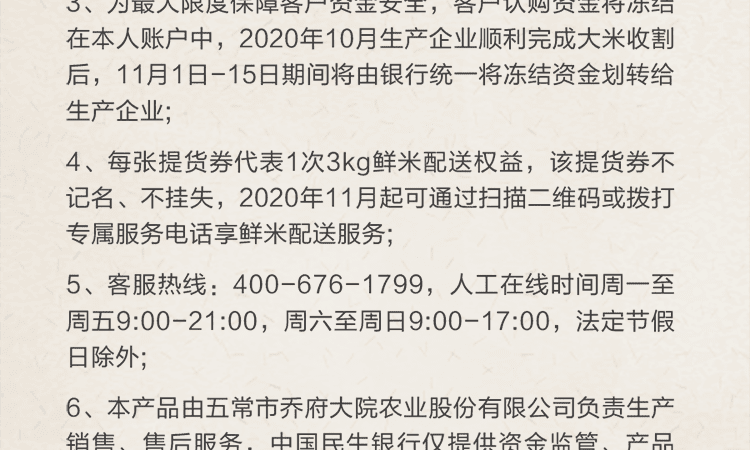 3、为最大限度保障客户资金安全，客户认购资金将冻结
在本人账户中，2020年10月生产企业顺利完成大米收割
后，11月1日-15日期间将由银行统一将冻结资金划转给
生产企业；
4、每张提货券代表1次3kg鲜米配送权益，该提货券不
记名、不挂失，2020年11月起可通过扫描二维码或拨打
专属服务电话享鲜米配送服务；
5、客服热线：400-676-1799，人工在线时间周一至
周五9:00-21:00，周六至周日9:00-17:00，法定节假
日除外；
6、本产品由五常市乔府大院农业股份有限公司负责生产
销售、售后服务，中国民生银行仅提供资金监管、产品